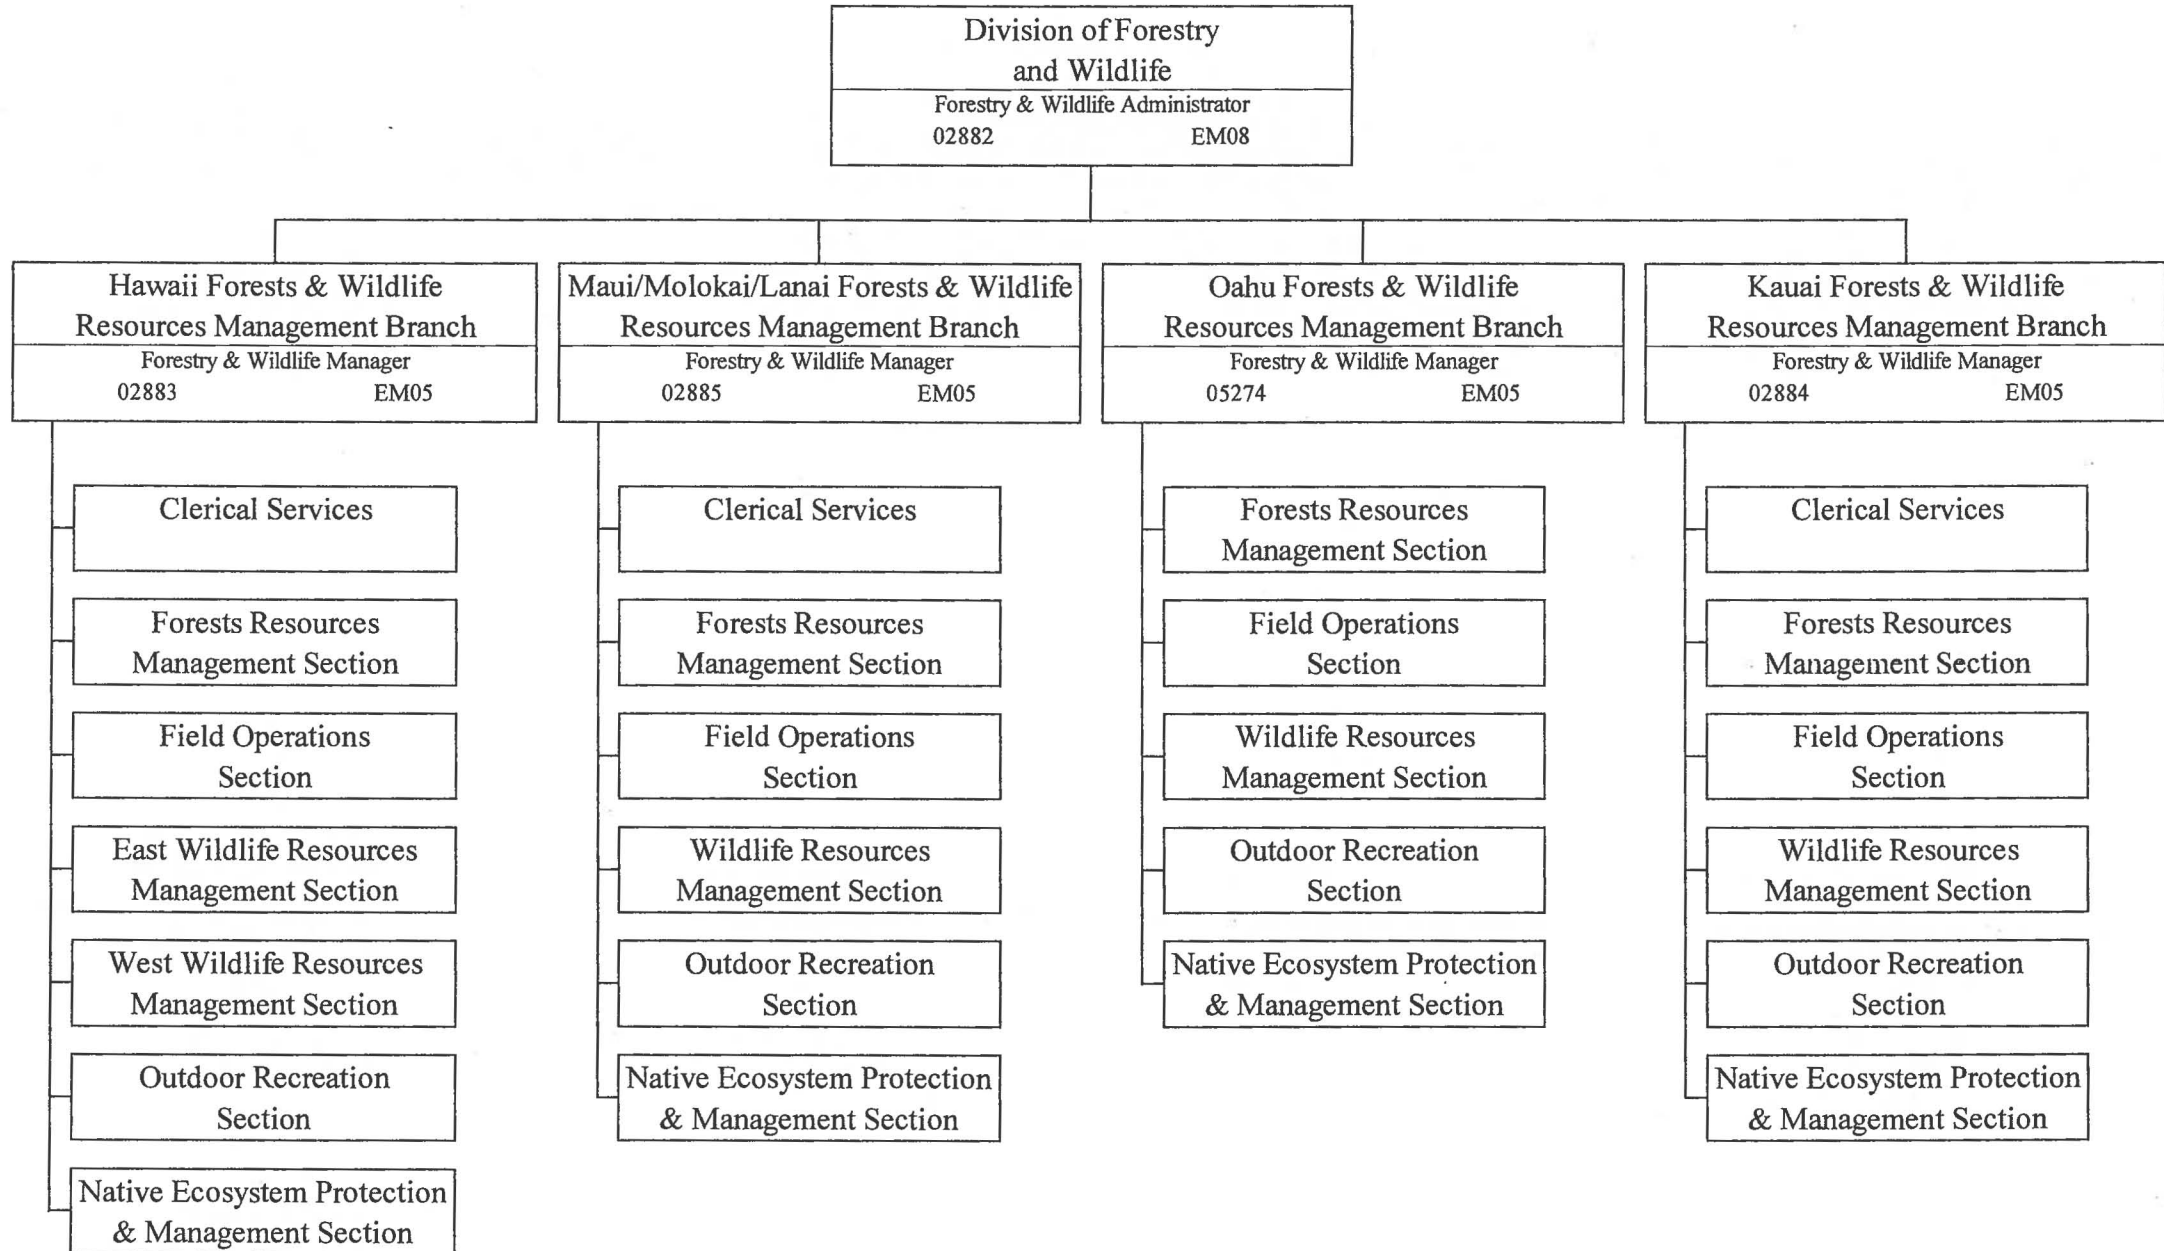 Division of Forestry
and Wildlife
Forestry & Wildlife Administrator
02882 EM08
Hawaii Forests & Wildlife
Resources Management Branch
Forestry & Wildlife Manager
02883 EM05
Clerical Services
Forests Resources
Management Section
Field Operations
Section
East Wildlife Resources
Management Section
West Wildlife Resources
Management Section
Outdoor Recreation
Section
Native Ecosystem Protection
& Management Section
Maui/Molokai/Lanai Forests & Wildlife
Resources Management Branch
Forestry & Wildlife Manager
02885 EM05
Clerical Services
Forests Resources
Management Section
Field Operations
Section
Wildlife Resources
Management Section
Outdoor Recreation
Section
Native Ecosystem Protection
& Management Section
Oahu Forests & Wildlife
Resources Management Branch
Forestry & Wildlife Manager
05274 EM05
Forests Resources
Management Section
Field Operations
Section
Wildlife Resources
Management Section
Outdoor Recreation
Section
Native Ecosystem Protection
& Management Section
Kauai Forests & Wildlife
Resources Management Branch
Forestry & Wildlife Manager
02884 EM05
Clerical Services
Forests Resources
Management Section
Field Operations
Section
Wildlife Resources
Management Section
Outdoor Recreation
Section
Native Ecosystem Protection
& Management Section